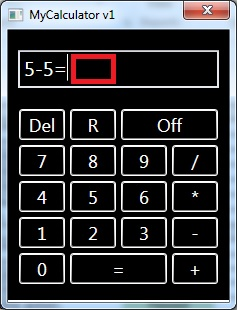 MyCalculator v1
5-5=
Del R Off
7 8 9 /
4 5 6 *
1 2 3 -
0 = +